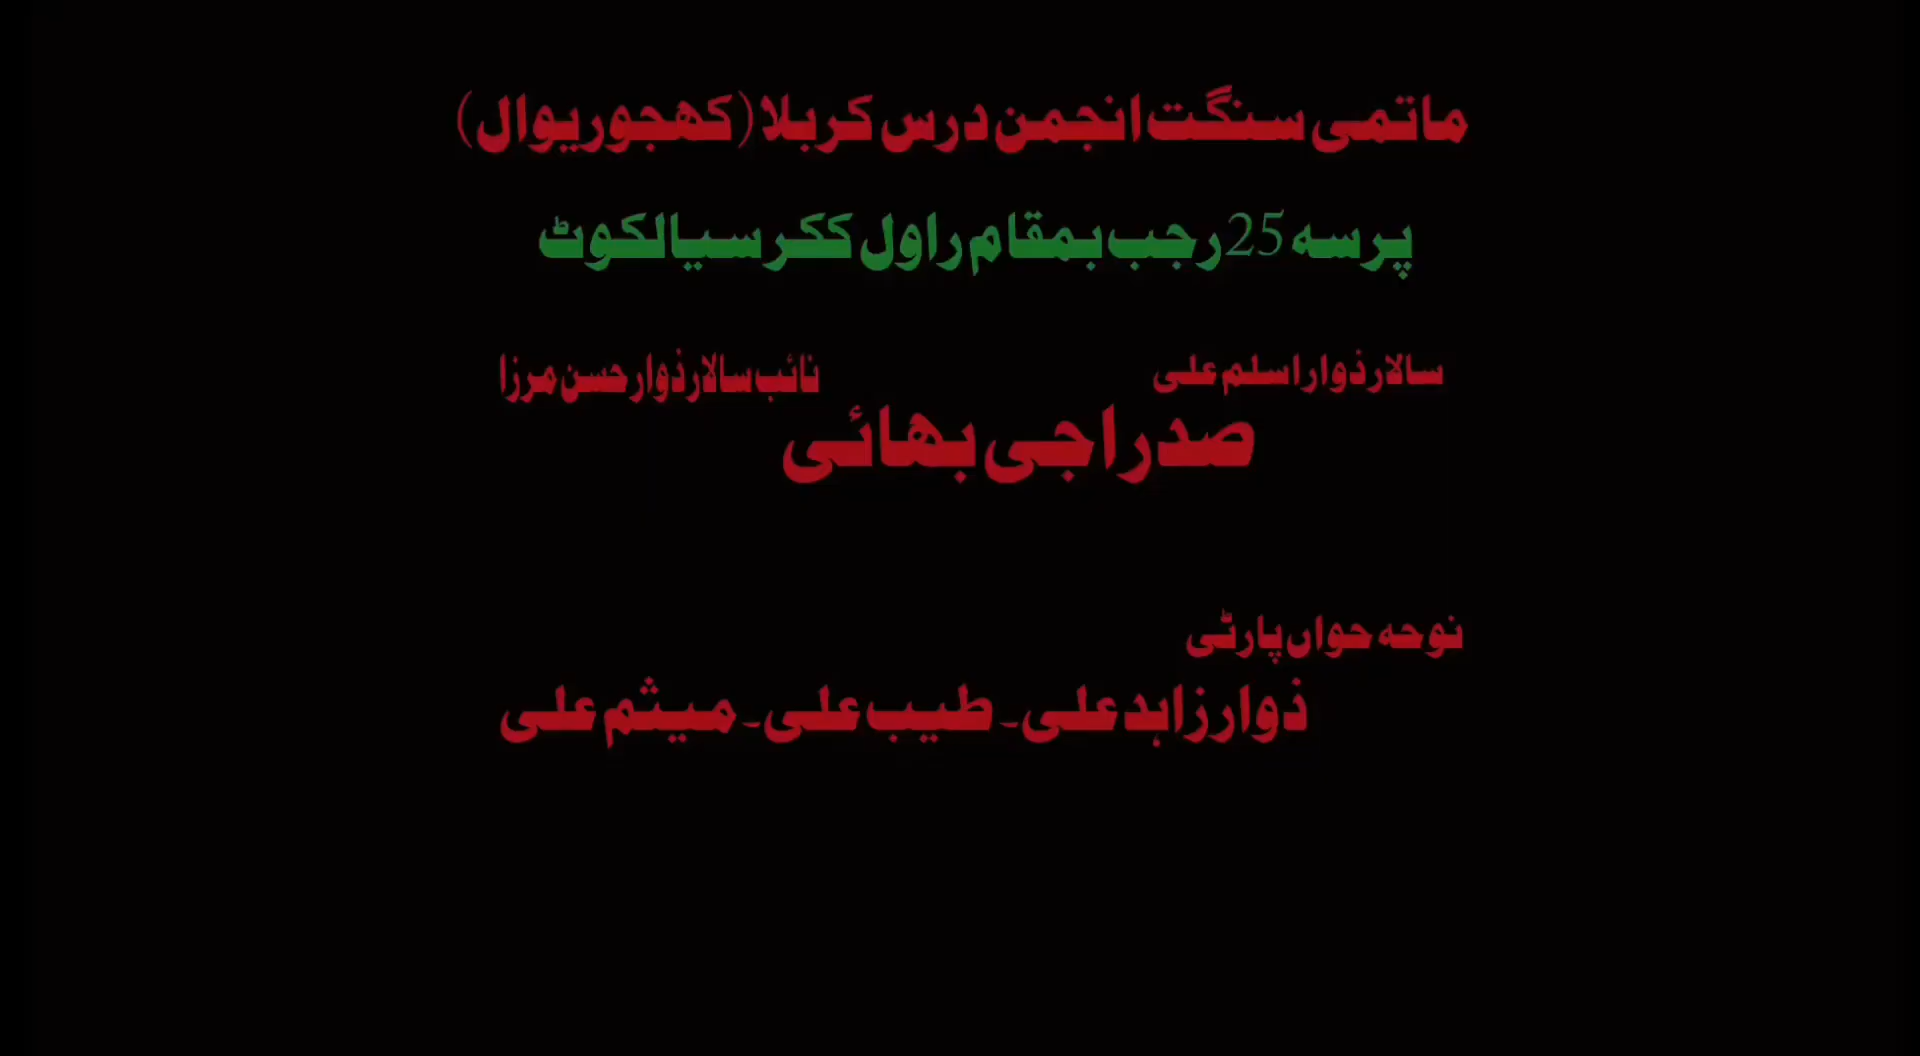 ماتمی سنگت انجمن درس کربلا (کھجوریوال)
پرسہ 25 رجب بمقام راول ککر سیالکوٹ
سالار ذوار اسلم علی
نائب سالار ذوار حسن مرزا
صدر اجی بھائی
نوحہ حواں پارٹی
ذوار زاہد علی۔ طیب علی۔ میثم علی